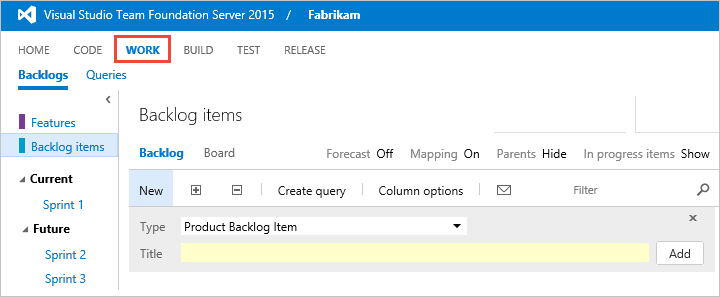 Visual Studio Team Foundation Server 2015 / Fabrikam
HOME CODE WORK BUILD TEST RELEASE
Backlogs Queries
Features
Backlog items
Current
Sprint 1
Future
Sprint 2
Sprint 3
Backlog items
Backlog Board Forecast Off Mapping On Parents Hide In progress items Show
New Create query Column options Filter
Type Product Backlog Item
Title Add